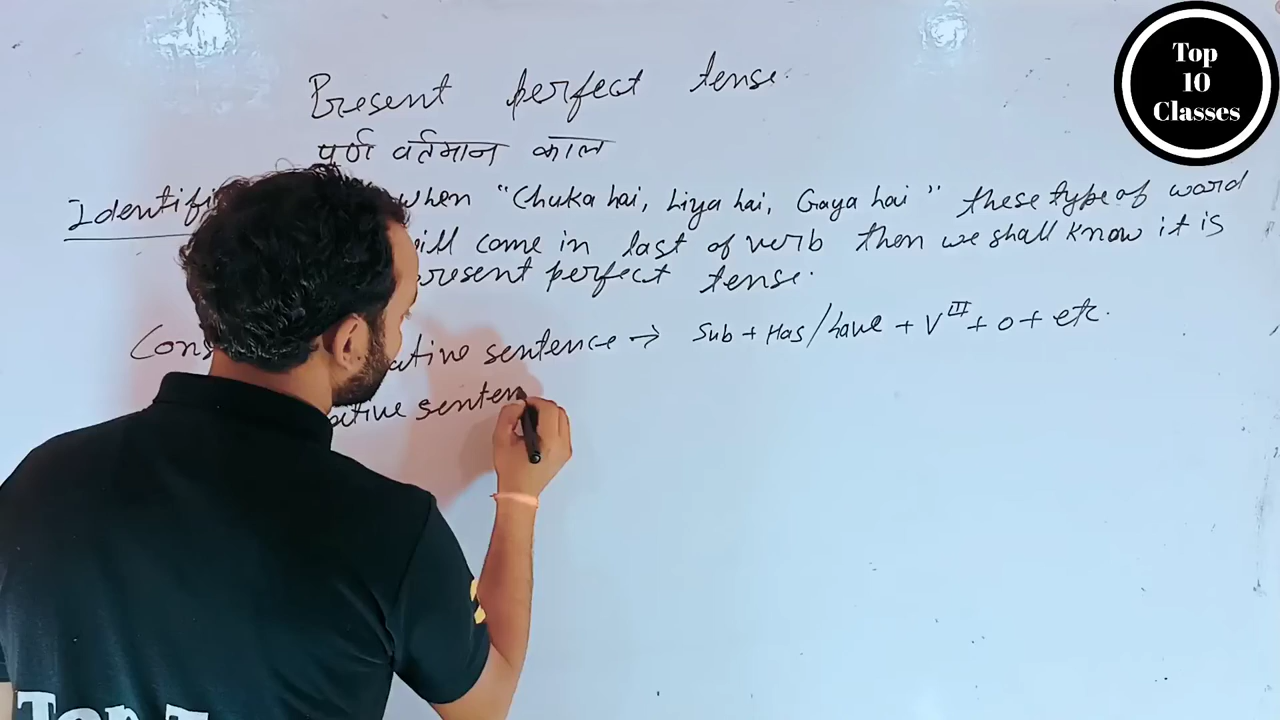 Present perfect tense.
पूर्ण वर्तमान काल
Identifi when "Chuka hai, Liya hai, Gaya hai" these type of word
ill come in last of verb then we shall know it is
resent perfect tense.
Cons ative sentence → Sub + Has/have + V III + o + etc.
ative senten
Top
10
Classes